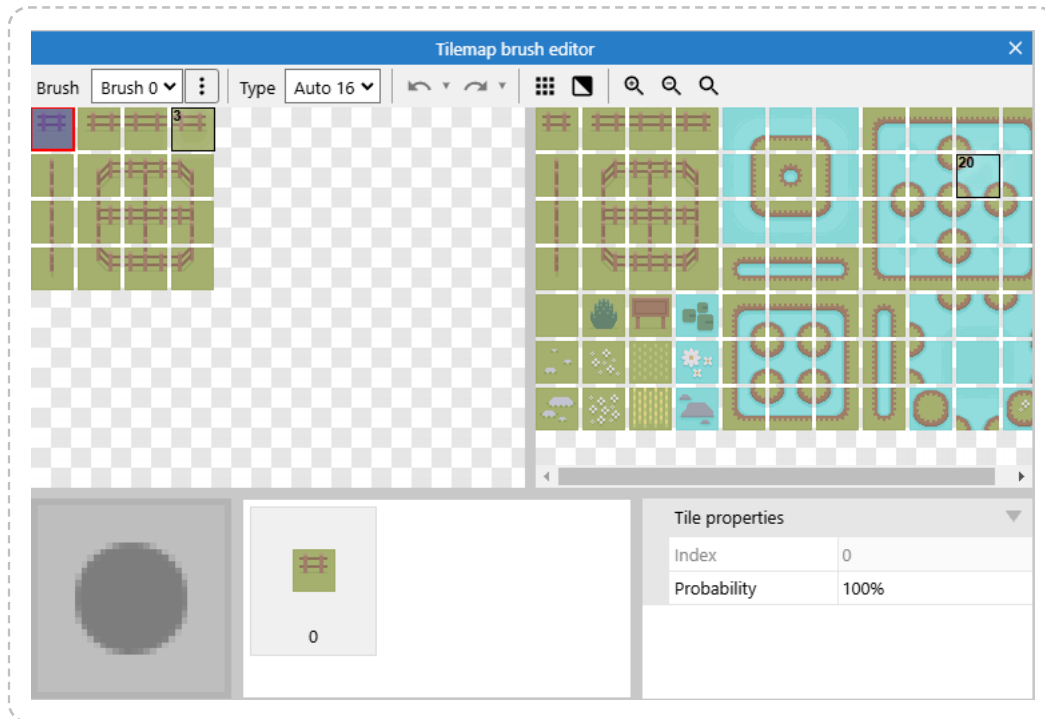 Tilemap brush editor
Brush Brush 0 Type Auto 16
3
20
Tile properties
Index 0
Probability 100%
0